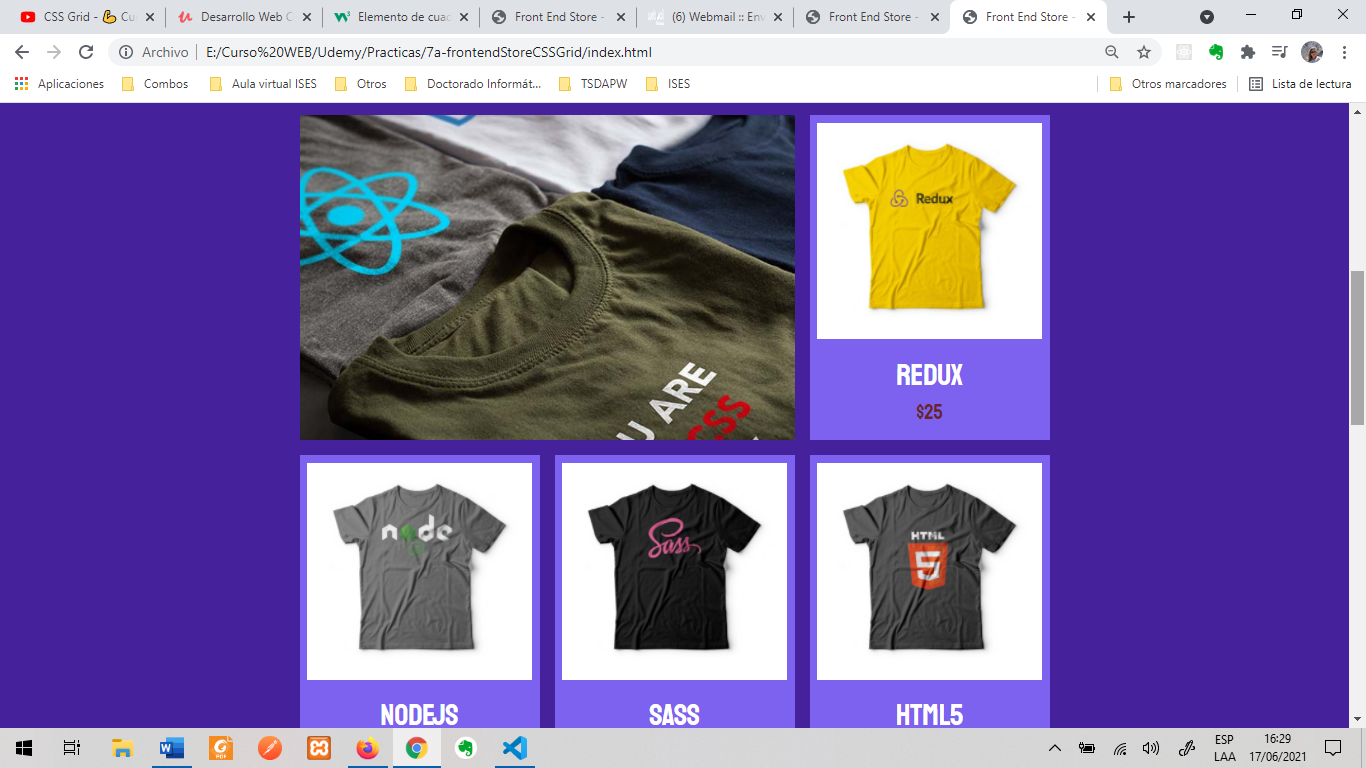 CSS Grid - 💪 Cu
Desarrollo Web C
Elemento de cuad
Front End Store -
(6) Webmail :: Env
Front End Store -
Front End Store -
Archivo
E:/Curso%20WEB/Udemy/Practicas/7a-frontendStoreCSSGrid/index.html
Aplicaciones
Combos
Aula virtual ISES
Otros
Doctorado Informát...
TSDAPW
ISES
Otros marcadores
Lista de lectura
U ARE
CSS
Redux
REDUX
$25
node
Sass
HTML
5
NODEJS
SASS
HTML5
ESP
LAA
16:29
17/06/2021